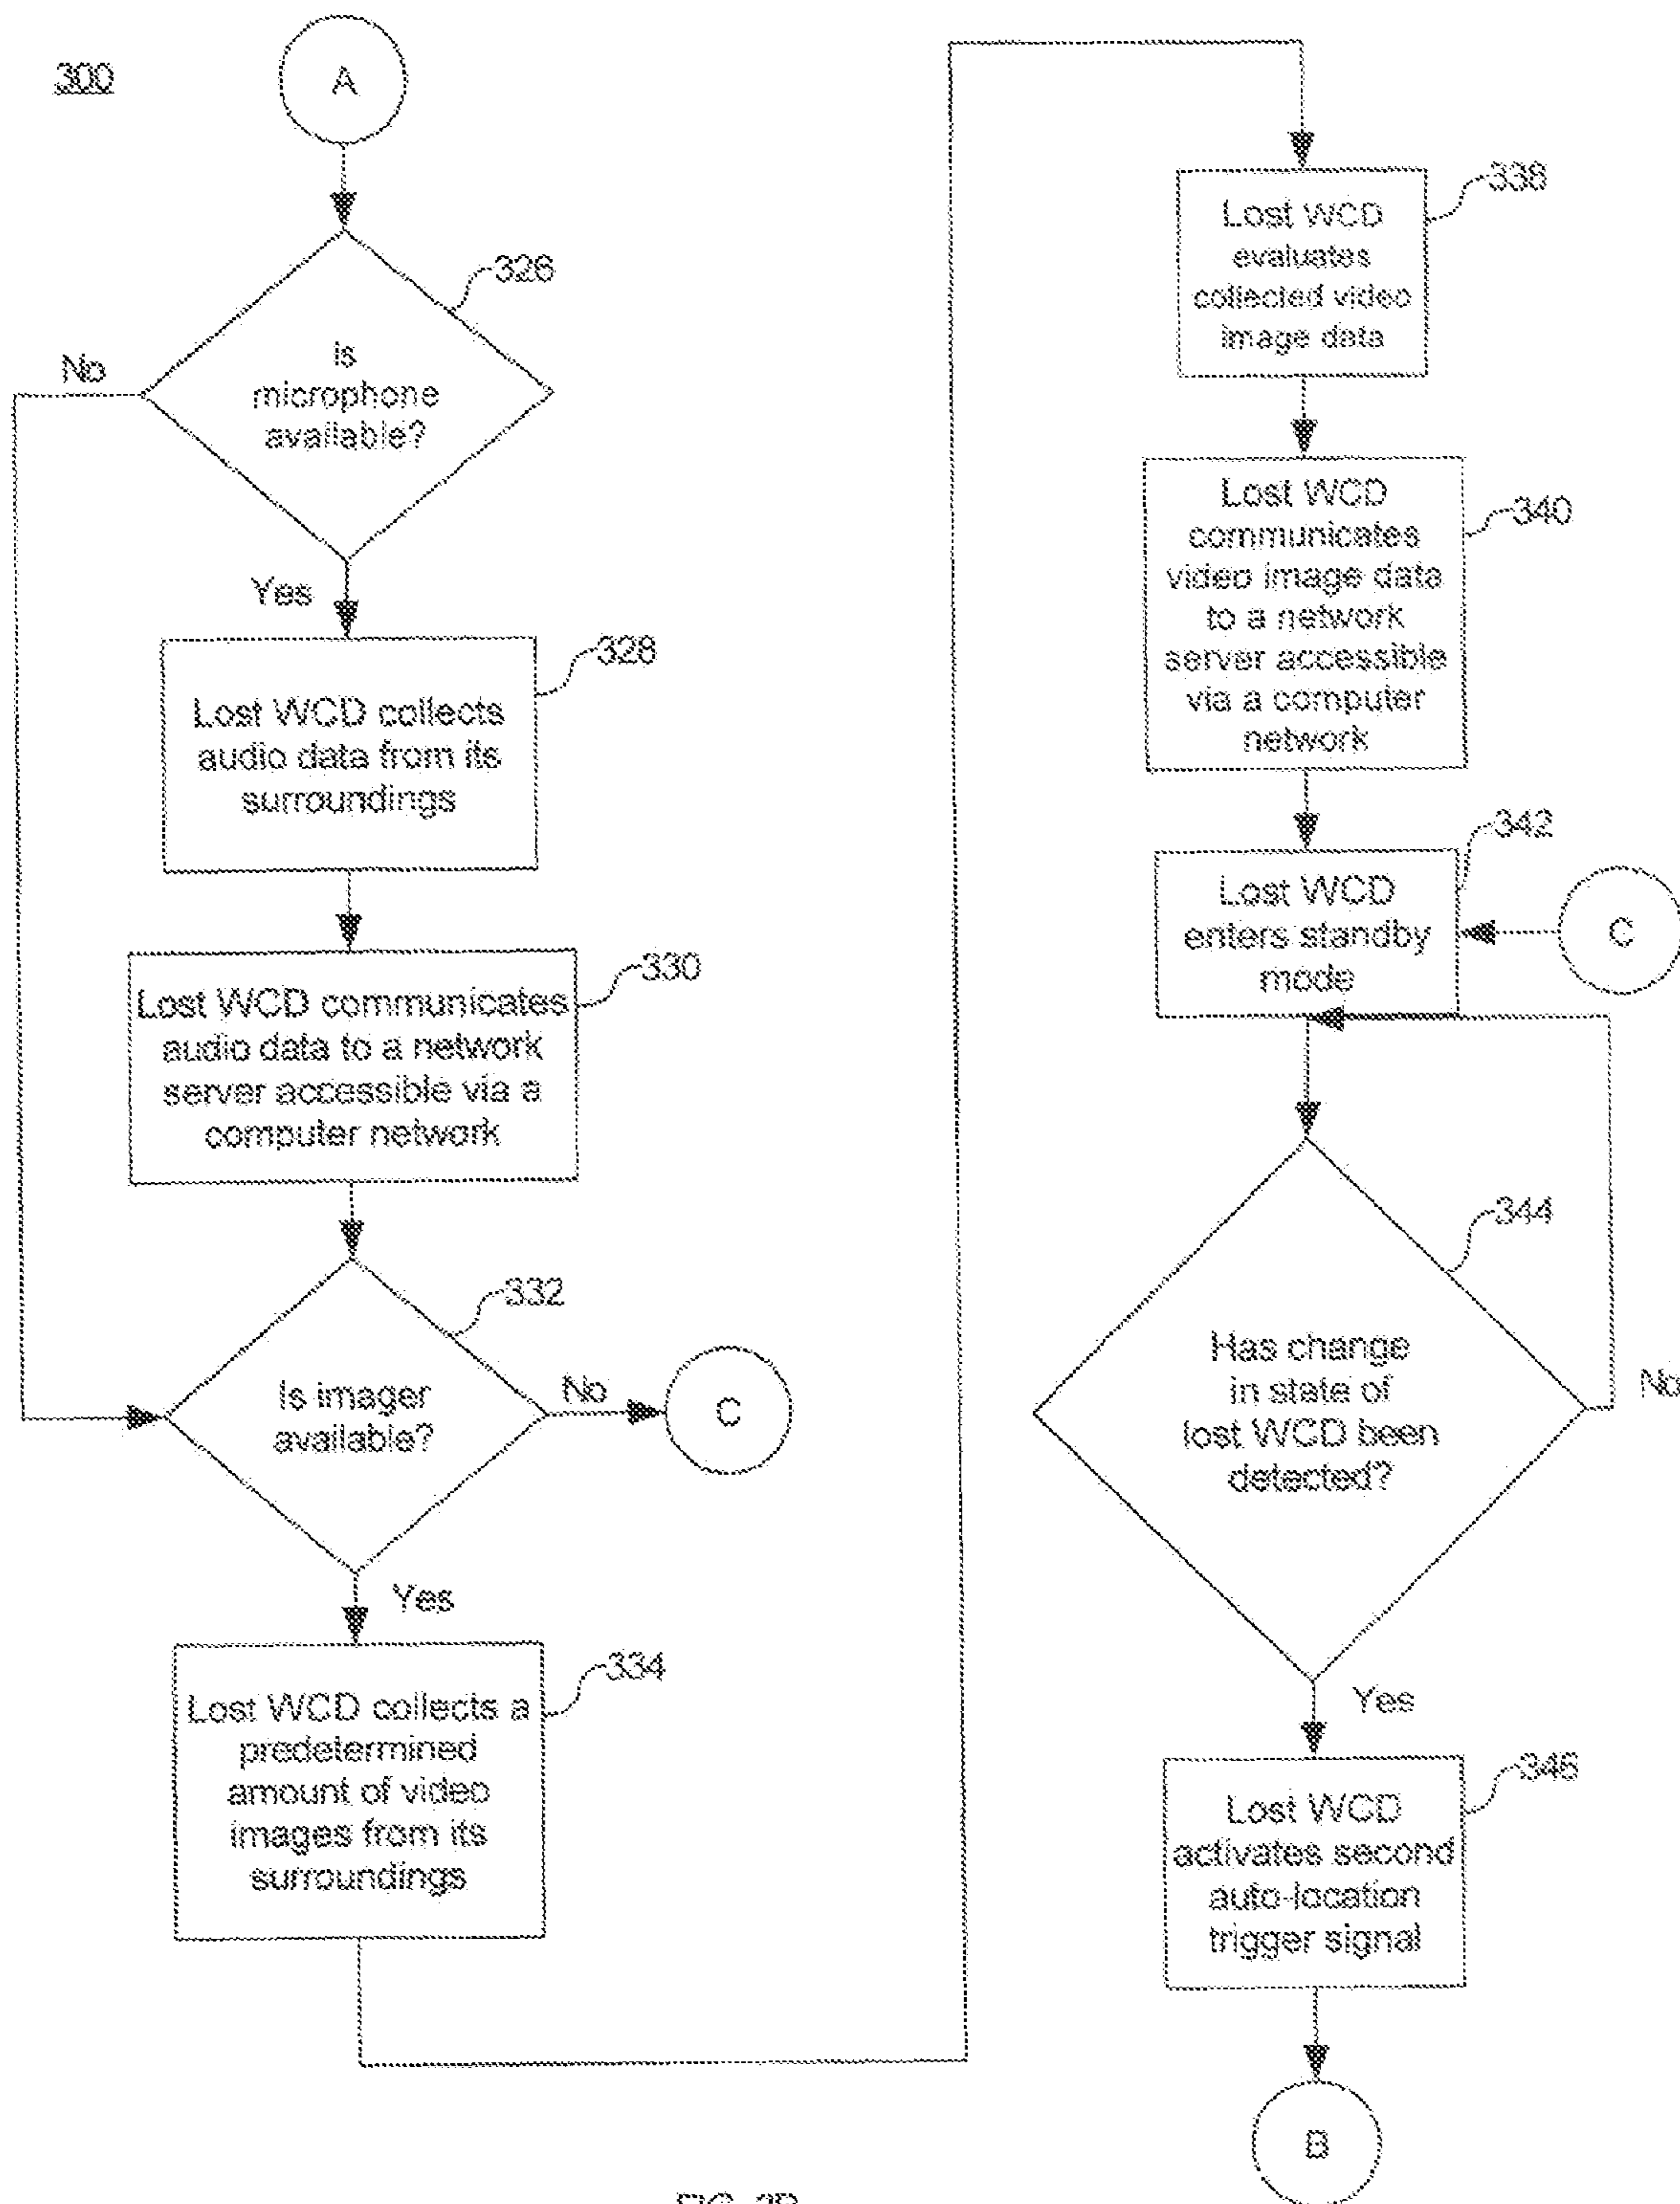 300
A
326
Is
microphone
available?
No
Yes
328
Lost WCD collects
audio data from its
surroundings
330
Lost WCD communicates
audio data to a network
server accessible via a
computer network
332
Is imager
available?
No
C
Yes
334
Lost WCD collects a
predetermined
amount of video
images from its
surroundings
338
Lost WCD
evaluates
collected video
image data
340
Lost WCD
communicates
video image data
to a network
server accessible
via a computer
network
342
Lost WCD
enters standby
mode
C
344
Has change
in state of
lost WCD been
detected?
No
Yes
346
Lost WCD
activates second
auto-location
trigger signal
B